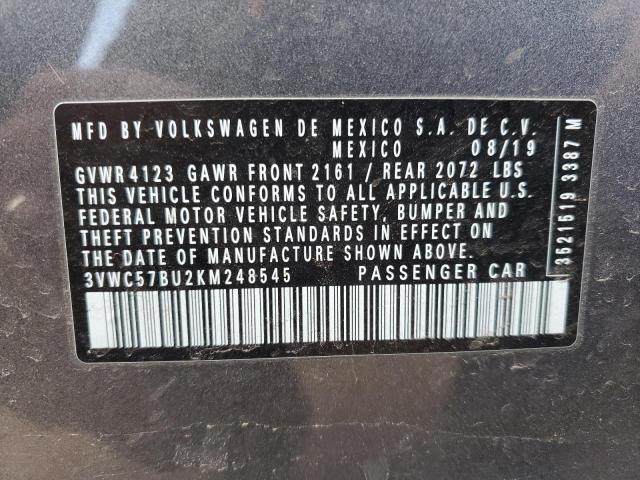 MFD BY VOLKSWAGEN DE MEXICO S.A. DE C.V.
MEXICO 08/19
GVWR 4123 GAWR FRONT 2161 / REAR 2072 LBS
THIS VEHICLE CONFORMS TO ALL APPLICABLE U.S.
FEDERAL MOTOR VEHICLE SAFETY, BUMPER AND
THEFT PREVENTION STANDARDS IN EFFECT ON
THE DATE OF MANUFACTURE SHOWN ABOVE.
3VWC57BU2KM248545 PASSENGER CAR
3521519 3387 M